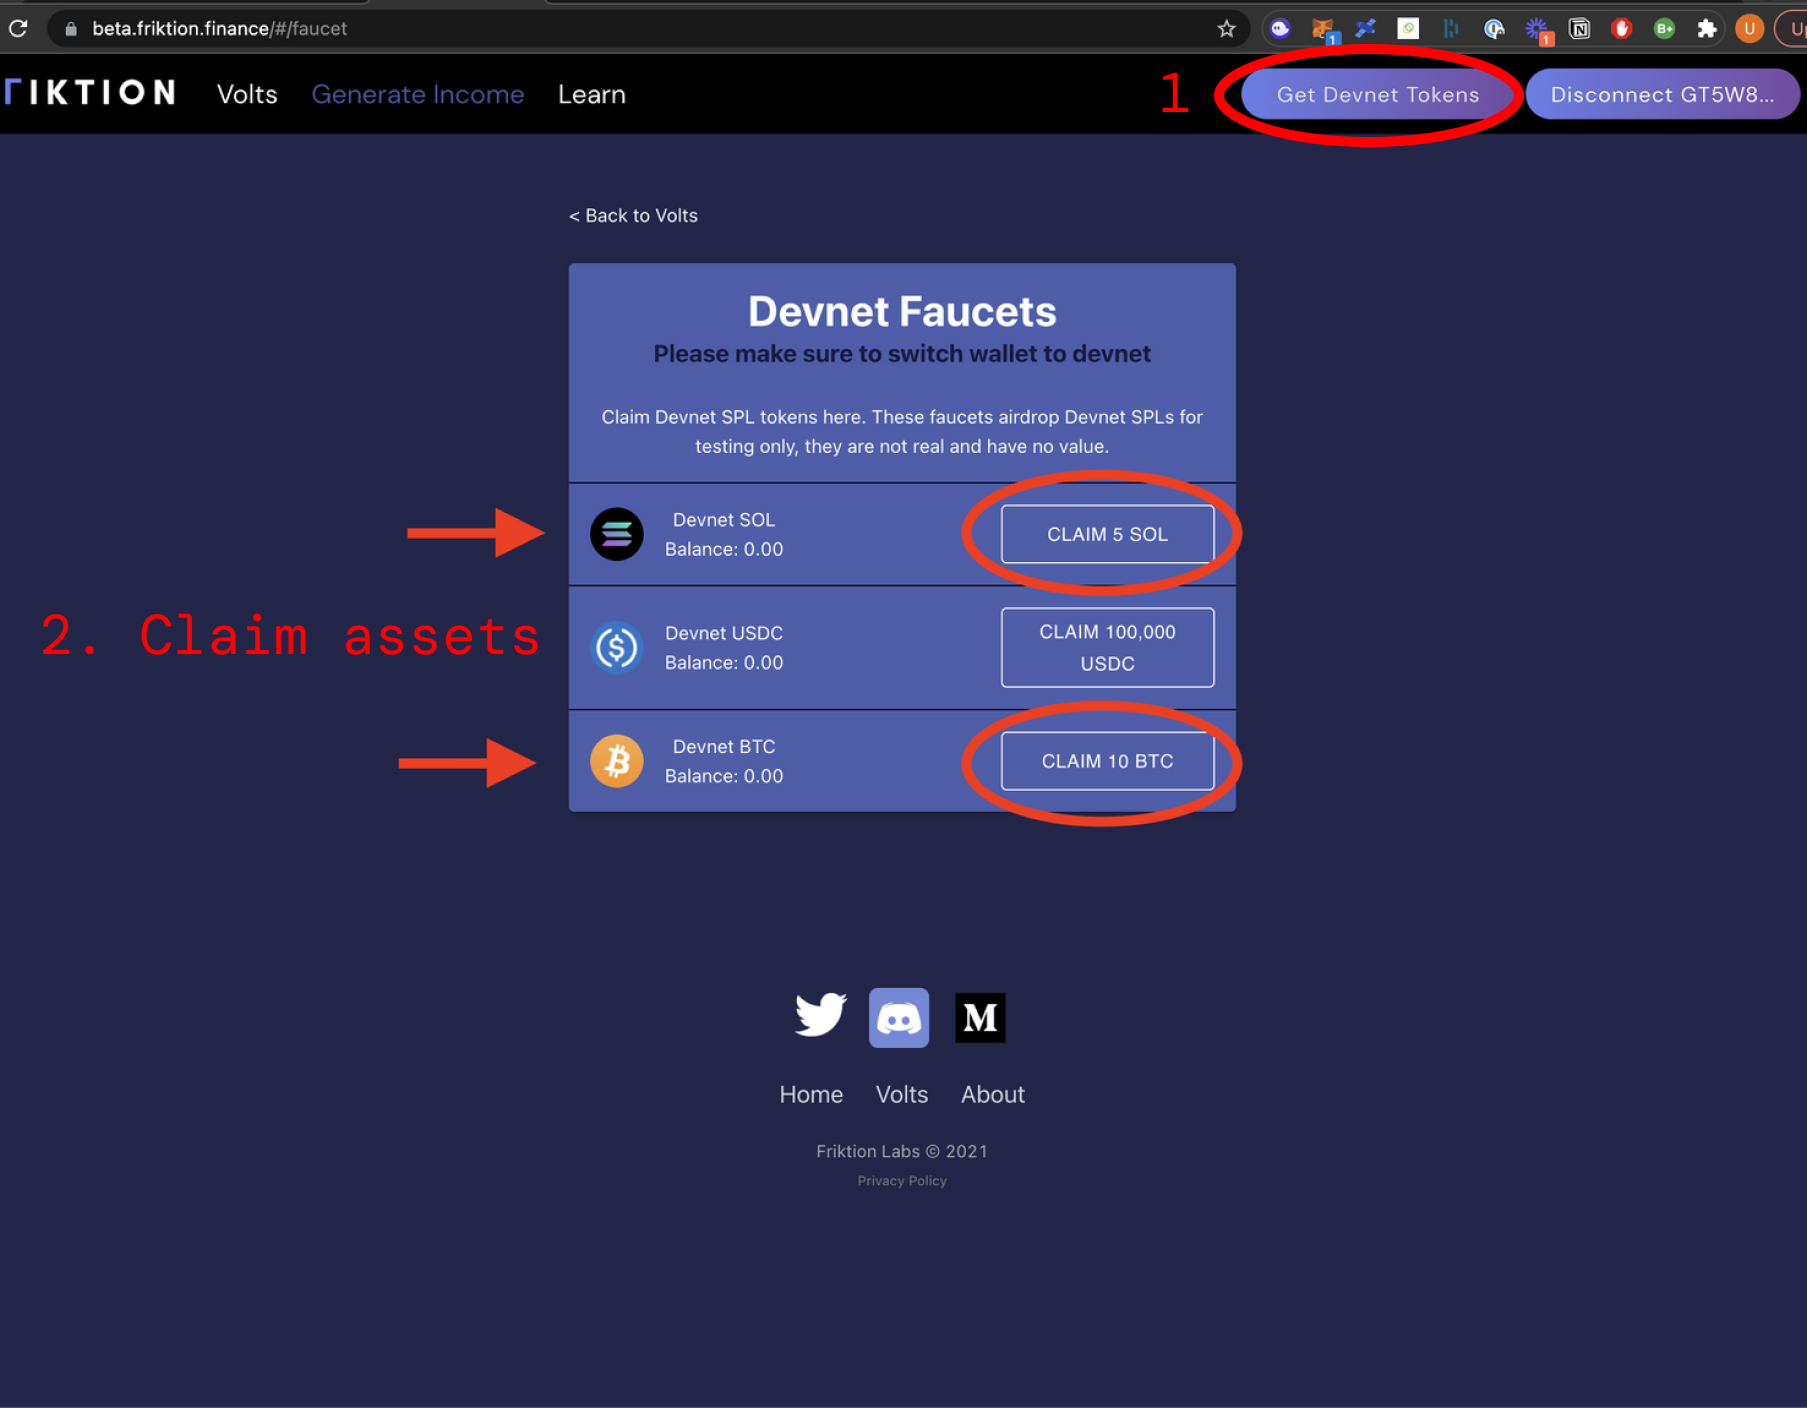 beta.friktion.finance/#/faucet
1
1
U
FRIKTION
Volts
Generate Income
Learn
1
Get Devnet Tokens
Disconnect GT5W8...
< Back to Volts
Devnet Faucets
Please make sure to switch wallet to devnet
Claim Devnet SPL tokens here. These faucets airdrop Devnet SPLs for
testing only, they are not real and have no value.
Devnet SOL
Balance: 0.00
CLAIM 5 SOL
2. Claim assets
Devnet USDC
Balance: 0.00
CLAIM 100,000
USDC
Devnet BTC
Balance: 0.00
CLAIM 10 BTC
Home
Volts
About
Friktion Labs © 2021
Privacy Policy